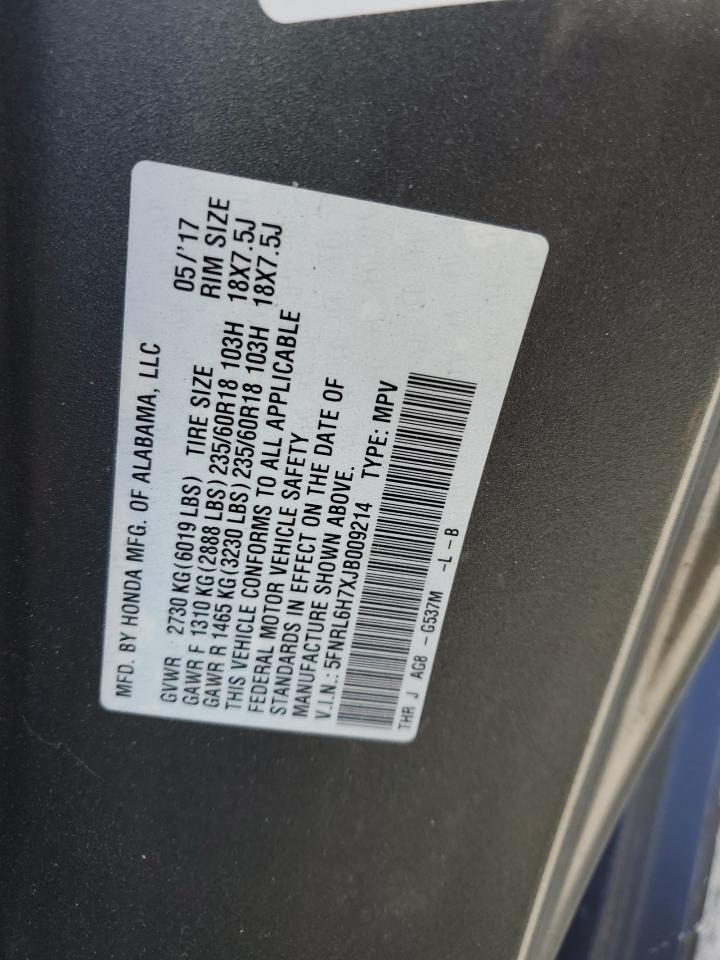 MFD. BY HONDA MFG. OF ALABAMA, LLC 05/'17
GVWR 2730 KG(6019 LBS) TIRE SIZE RIM SIZE
GAWR F 1310 KG(2888 LBS) 235/60R18 103H 18X7.5J
GAWR R 1465 KG(3230 LBS) 235/60R18 103H 18X7.5J
THIS VEHICLE CONFORMS TO ALL APPLICABLE
FEDERAL MOTOR VEHICLE SAFETY
STANDARDS IN EFFECT ON THE DATE OF
MANUFACTURE SHOWN ABOVE.
V.I.N.: 5FNRL6H7XJB009214 TYPE: MPV
THR J AG8 -G537M -L-B